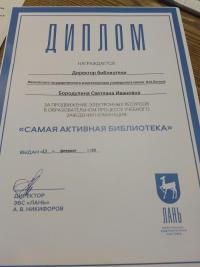 ДИПЛОМ
НАГРАЖДАЕТСЯ
Директор библиотеки
Бородулина Светлана Ивановна
ЗА ПРОДВИЖЕНИЕ ЭЛЕКТРОННЫХ РЕСУРСОВ
В ОБРАЗОВАТЕЛЬНОМ ПРОЦЕССЕ УЧЕБНОГО
ЗАВЕДЕНИЯ В НОМИНАЦИИ
«САМАЯ АКТИВНАЯ БИБЛИОТЕКА»
ВЫДАН
ДИРЕКТОР
ЭБС «ЛАНЬ»
А. В. НИКИФОРОВ
ЛАНЬ